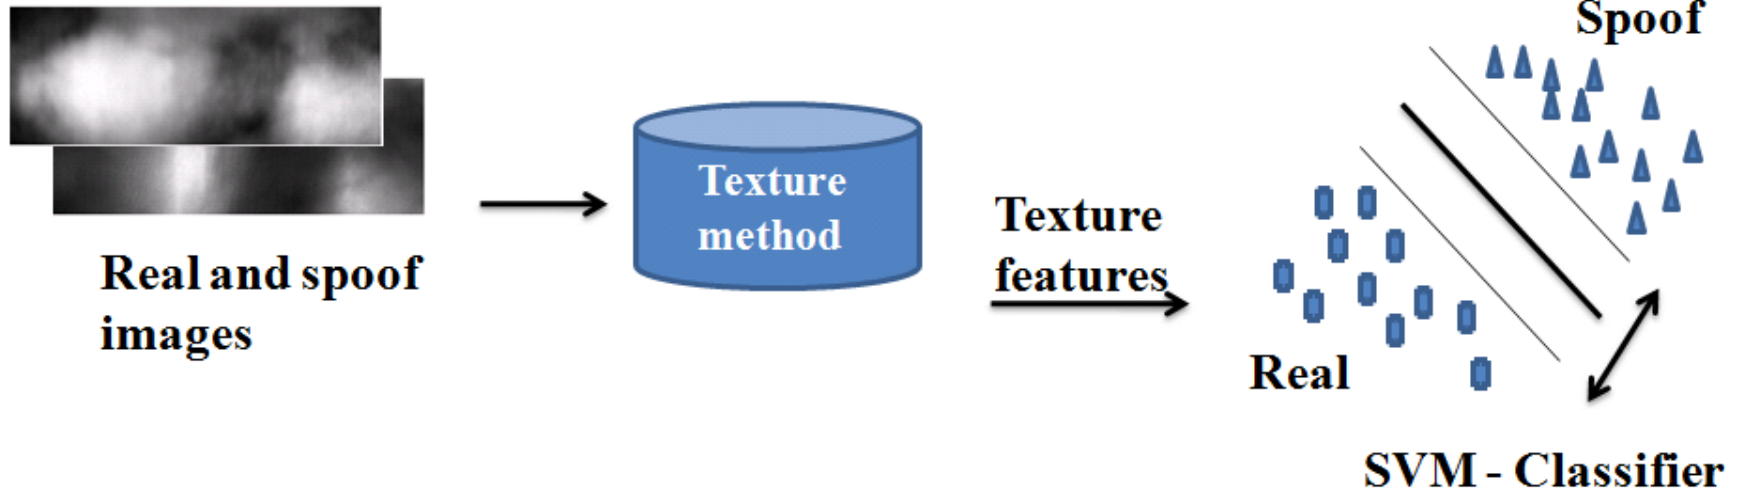 Real and spoof
images
Texture
method
Texture
features
Spoof
Real
SVM - Classifier